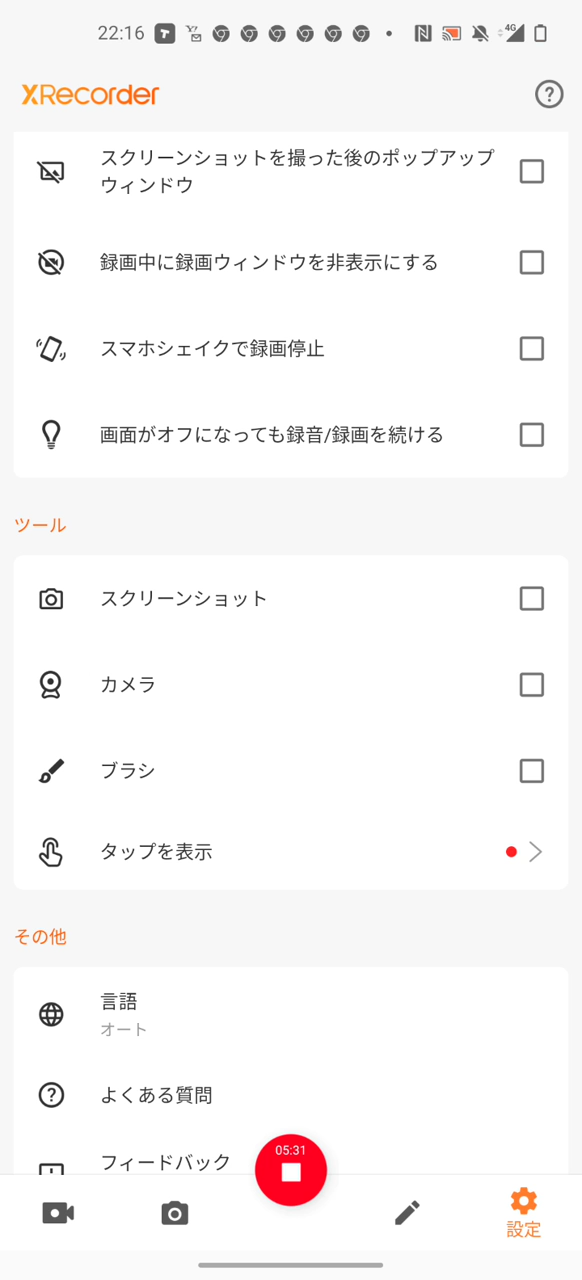 22:16
4G
XRecorder
スクリーンショットを撮った後のポップアップ
ウィンドウ
録画中に録画ウィンドウを非表示にする
スマホシェイクで録画停止
画面がオフになっても録音/録画を続ける
ツール
スクリーンショット
カメラ
ブラシ
タップを表示
その他
言語
オート
よくある質問
フィードバック
05:31
設定